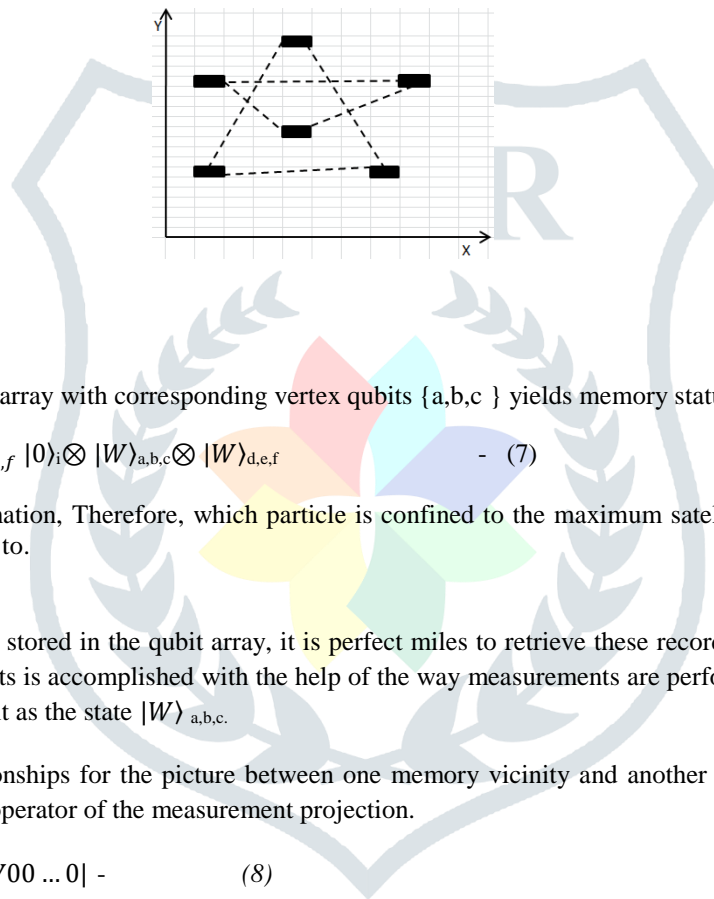 Y
X
R
array with corresponding vertex qubits {a,b,c } yields memory statu
,𝑓 |0⟩i⊗ |𝑊⟩a,b,c⊗ |𝑊⟩d,e,f - (7)
nation, Therefore, which particle is confined to the maximum satel
to.
stored in the qubit array, it is perfect miles to retrieve these recor
ts is accomplished with the help of the way measurements are perfo
t as the state |𝑊⟩ a,b,c.
onships for the picture between one memory vicinity and another
operator of the measurement projection.
00 … 0| - (8)